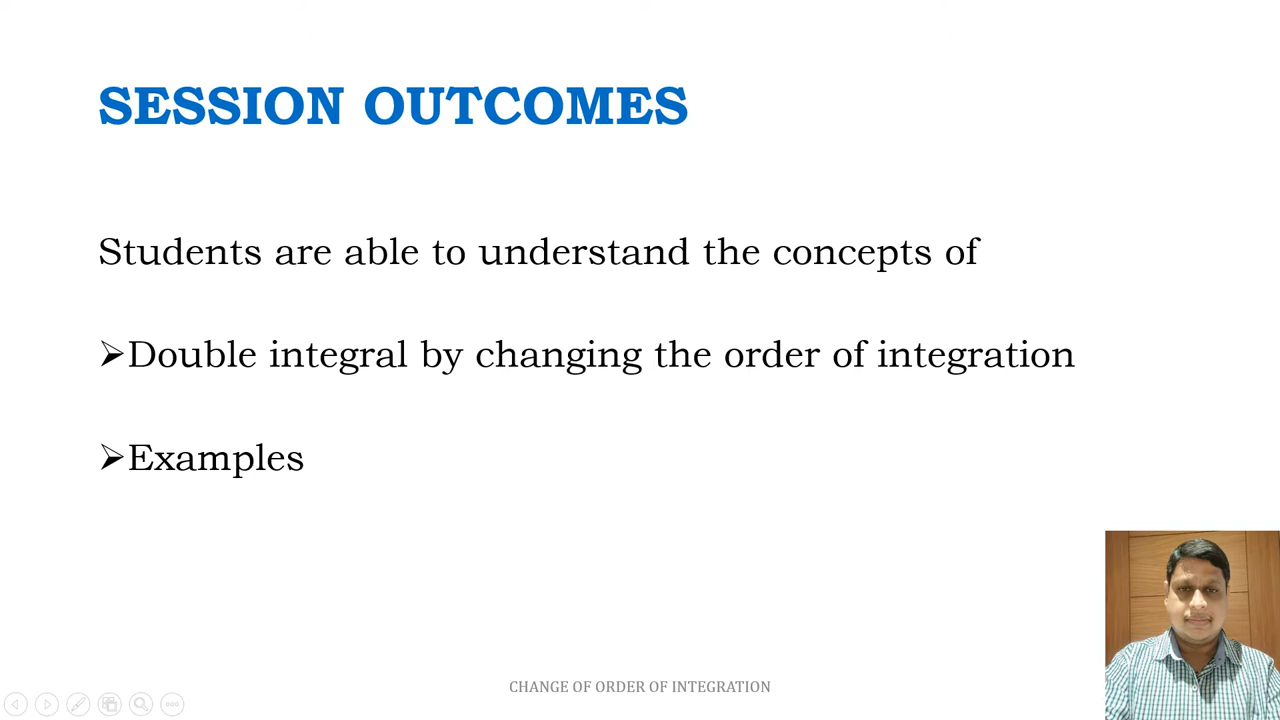 SESSION OUTCOMES
Students are able to understand the concepts of
➢Double integral by changing the order of integration
➢Examples
CHANGE OF ORDER OF INTEGRATION